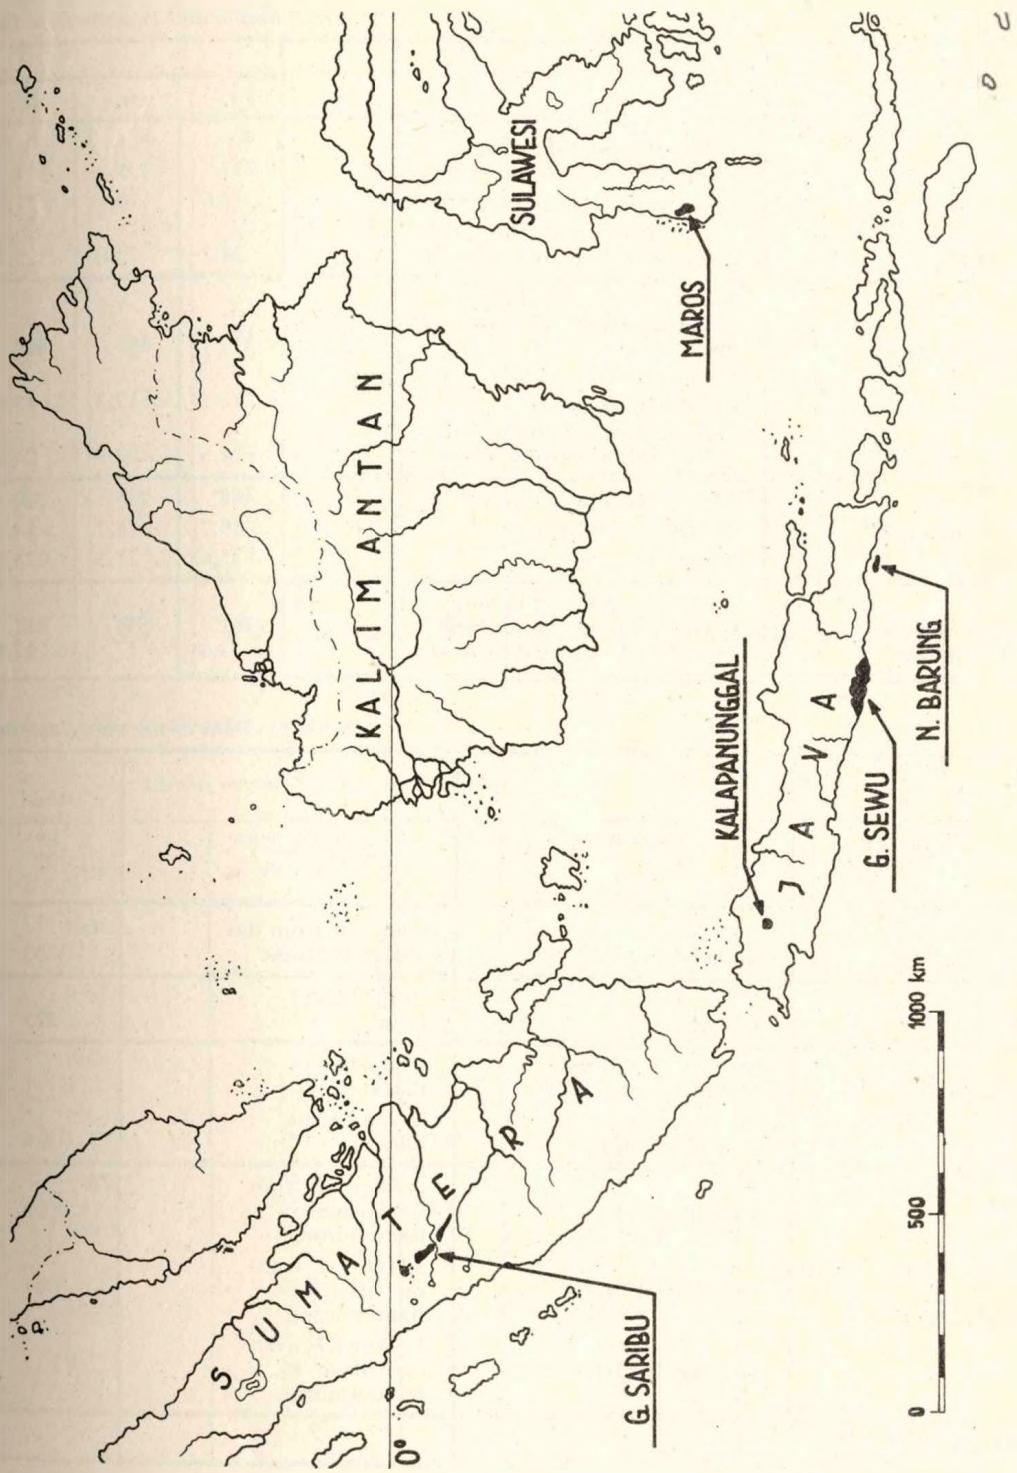 SUMATERA
KALIMANTAN
SULAWESI
MAROS
0°
G. SARIBU
KALAPANUNGGAL
JAVA
G. SEWU
N. BARUNG
0 500 1000 km